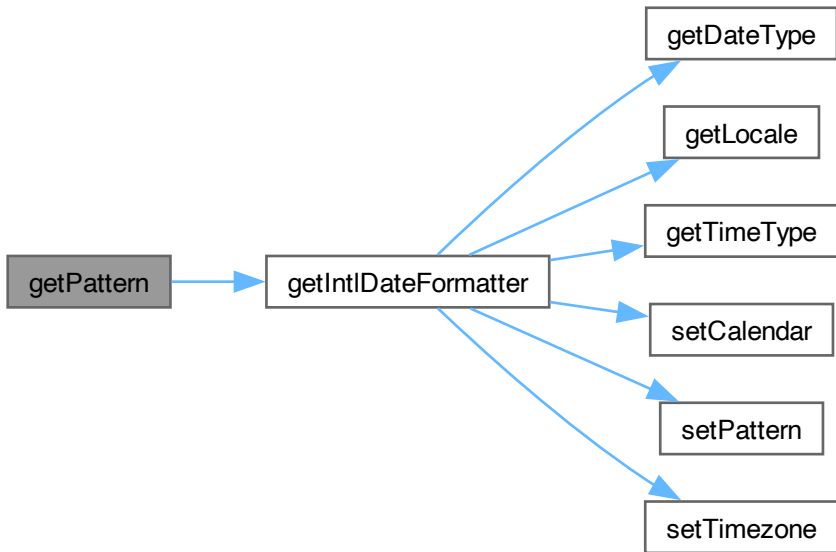 getPattern
getIntlDateFormatter
getDateType
getLocale
getTimeType
setCalendar
setPattern
setTimezone